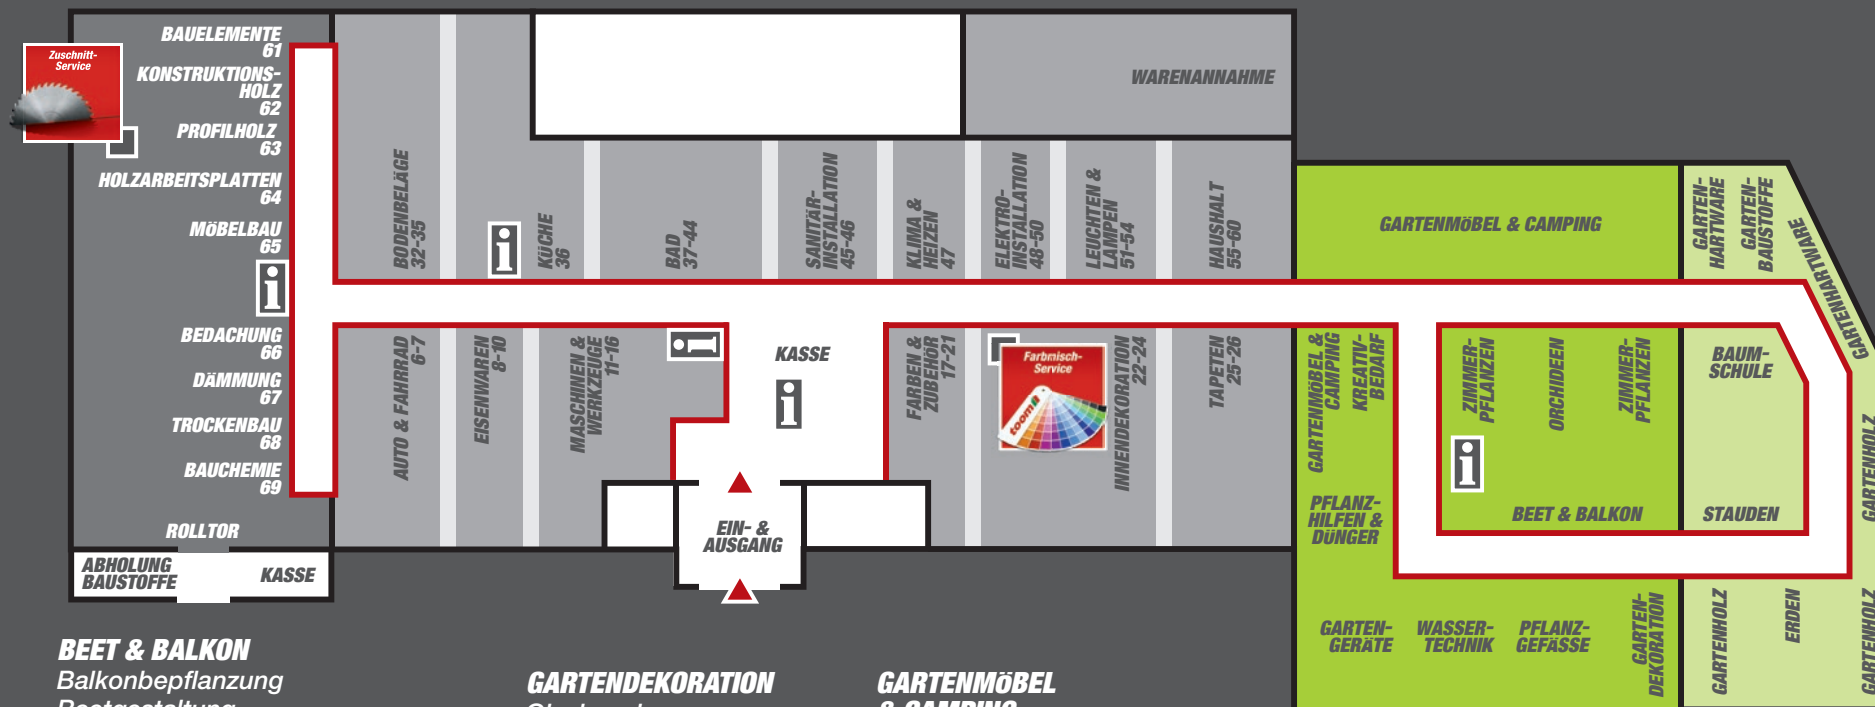 Zuschnitt-
Service
BAUELEMENTE
61
KONSTRUKTIONS-
HOLZ
62
PROFILHOLZ
63
HOLZARBEITSPLATTEN
64
MÖBELBAU
65
i
BEDACHUNG
66
DÄMMUNG
67
TROCKENBAU
68
BAUCHEMIE
69
ROLLTOR
ABHOLUNG
BAUSTOFFE
KASSE
BODENBELÄGE
32-35
i
KÜCHE
36
BAD
37-44
SANITÄR-
INSTALLATION
45-46
KLIMA &
HEIZEN
47
ELEKTRO-
INSTALLATION
48-50
LEUCHTEN &
LAMPEN
51-54
HAUSHALT
55-60
WARENANNAHME
AUTO & FAHRRAD
6-7
EISENWAREN
8-10
MASCHINEN &
WERKZEUGE
11-16
i
KASSE
i
EIN- &
AUSGANG
FARBEN &
ZUBEHÖR
17-21
Farbmisch-
Service
toom
INNENDEKORATION
22-24
TAPETEN
25-26
GARTENMÖBEL & CAMPING
GARTEN-
HARTWARE
GARTEN-
BAUSTOFFE
GARTENHARTWARE
GARTENMÖBEL &
CAMPING
KREATIV-
BEDARF
ZIMMER-
PFLANZEN
ORCHIDEEN
ZIMMER-
PFLANZEN
BAUM-
SCHULE
i
BEET & BALKON
STAUDEN
GARTENHOLZ
PFLANZ-
HILFEN &
DÜNGER
GARTEN-
GERÄTE
WASSER-
TECHNIK
PFLANZ-
GEFÄSSE
GARTEN-
DEKORATION
GARTENHOLZ
ERDEN
GARTENHOLZ
BEET & BALKON
Balkonbepflanzung
Beetgestaltung
GARTENDEKORATION
GARTENMÖBEL
& CAMPING